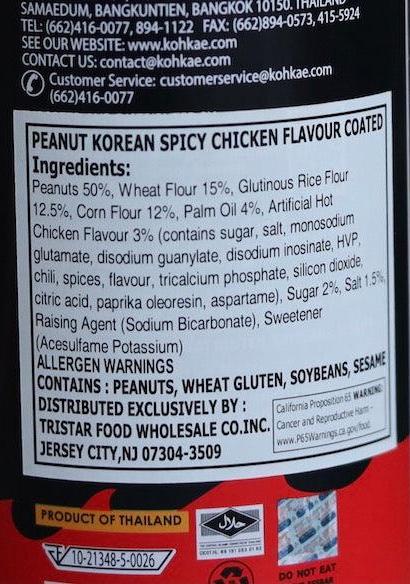 SAMAEDUM, BANGKUNTIEN, BANGKOK 10150. THAILAND
TEL: (662)416-0077, 894-1122 FAX: (662)894-0573, 415-5924
SEE OUR WEBSITE: www.kohkae.com
CONTACT US: contact@kohkae.com
Customer Service: customerservice@kohkae.com
(662)416-0077
PEANUT KOREAN SPICY CHICKEN FLAVOUR COATED
Ingredients:
Peanuts 50%, Wheat Flour 15%, Glutinous Rice Flour
12.5%, Corn Flour 12%, Palm Oil 4%, Artificial Hot
Chicken Flavour 3% (contains sugar, salt, monosodium
glutamate, disodium guanylate, disodium inosinate, HVP,
chili, spices, flavour, tricalcium phosphate, silicon dioxide,
citric acid, paprika oleoresin, aspartame), Sugar 2%, Salt 1.5%,
Raising Agent (Sodium Bicarbonate), Sweetener
(Acesulfame Potassium)
ALLERGEN WARNINGS
CONTAINS : PEANUTS, WHEAT GLUTEN, SOYBEANS, SESAME
DISTRIBUTED EXCLUSIVELY BY :
TRISTAR FOOD WHOLESALE CO.INC.
JERSEY CITY,NJ 07304-3509
California Proposition 65 WARNING:
Cancer and Reproductive Harm -
www.P65Warnings.ca.gov/food
PRODUCT OF THAILAND
10-21348-5-0026
حلال
DO NOT EAT